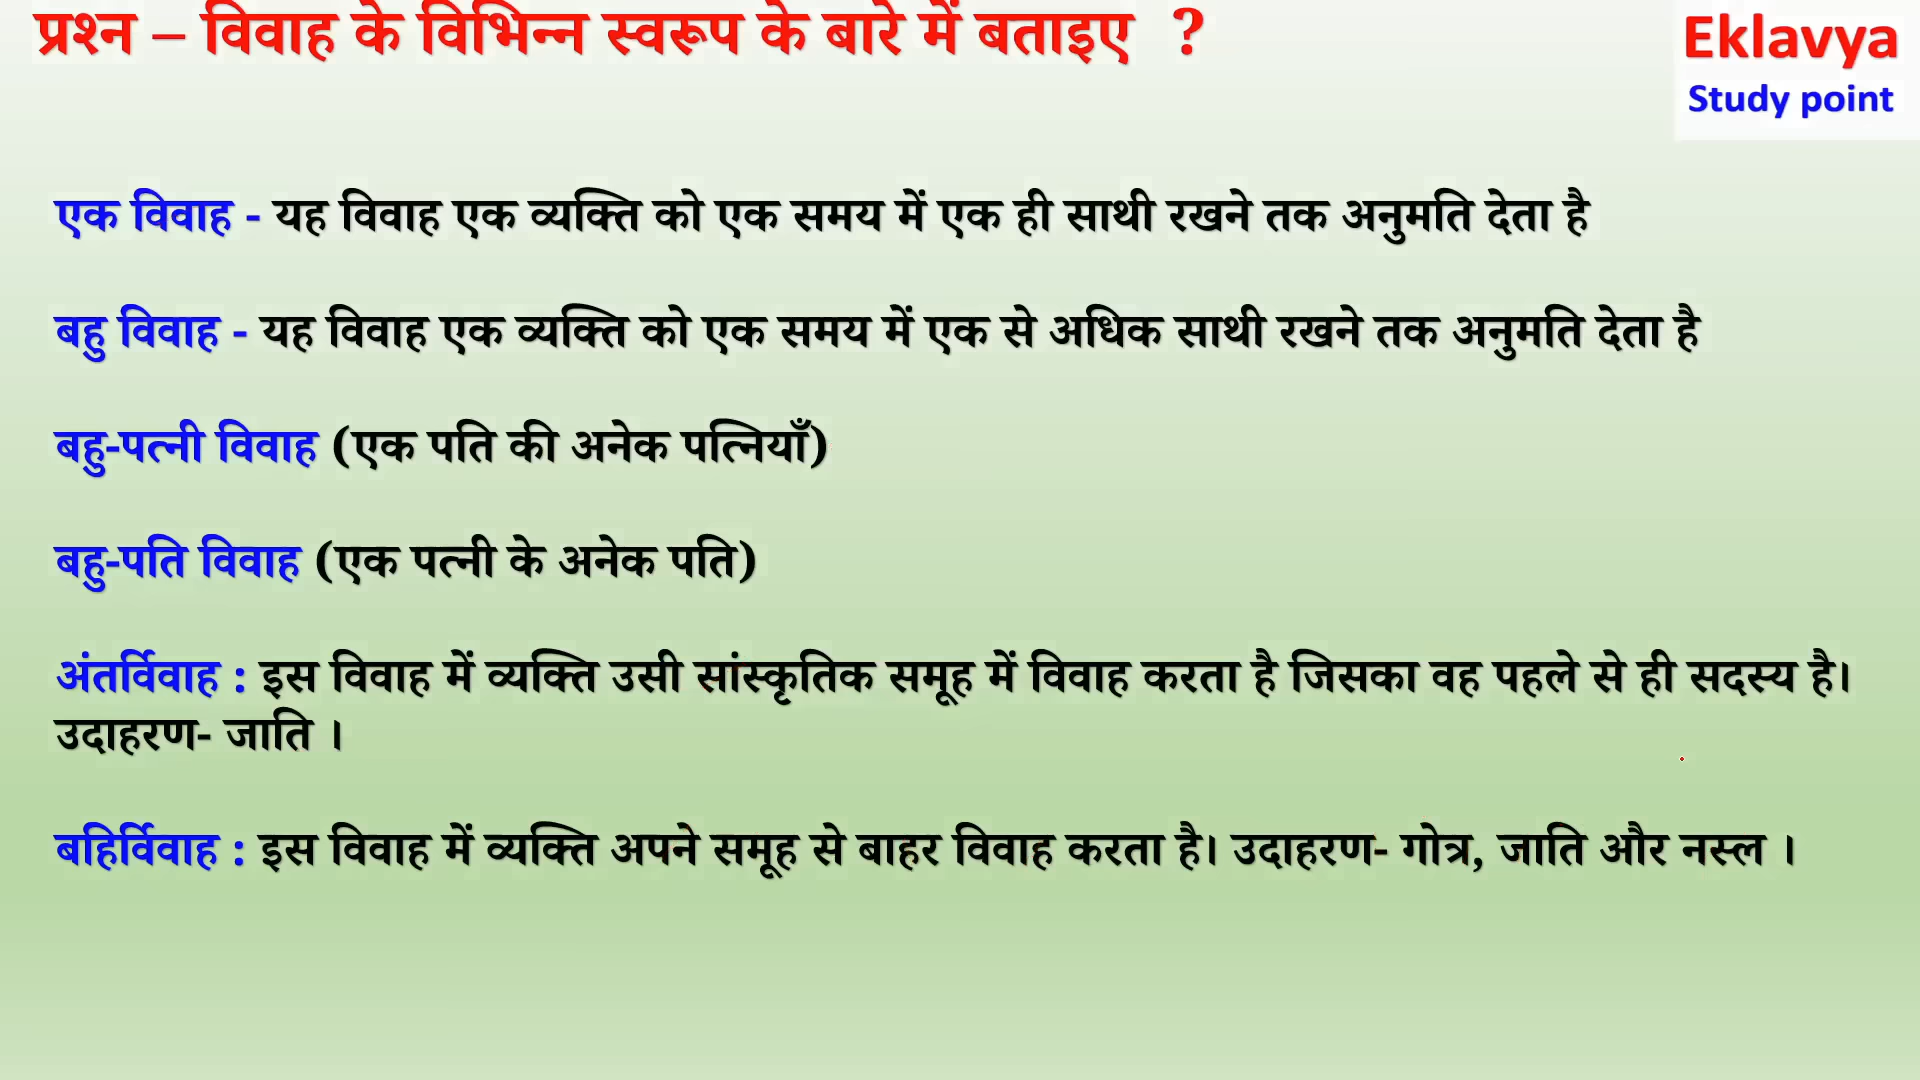 प्रश्न – विवाह के विभिन्न स्वरूप के बारे में बताइए ?
Eklavya
Study point
एक विवाह - यह विवाह एक व्यक्ति को एक समय में एक ही साथी रखने तक अनुमति देता है
बहु विवाह - यह विवाह एक व्यक्ति को एक समय में एक से अधिक साथी रखने तक अनुमति देता है
बहु-पत्नी विवाह (एक पति की अनेक पत्नियाँ)
बहु-पति विवाह (एक पत्नी के अनेक पति)
अंतर्विवाह : इस विवाह में व्यक्ति उसी सांस्कृतिक समूह में विवाह करता है जिसका वह पहले से ही सदस्य है।
उदाहरण- जाति ।
बहिर्विवाह : इस विवाह में व्यक्ति अपने समूह से बाहर विवाह करता है। उदाहरण- गोत्र, जाति और नस्ल ।